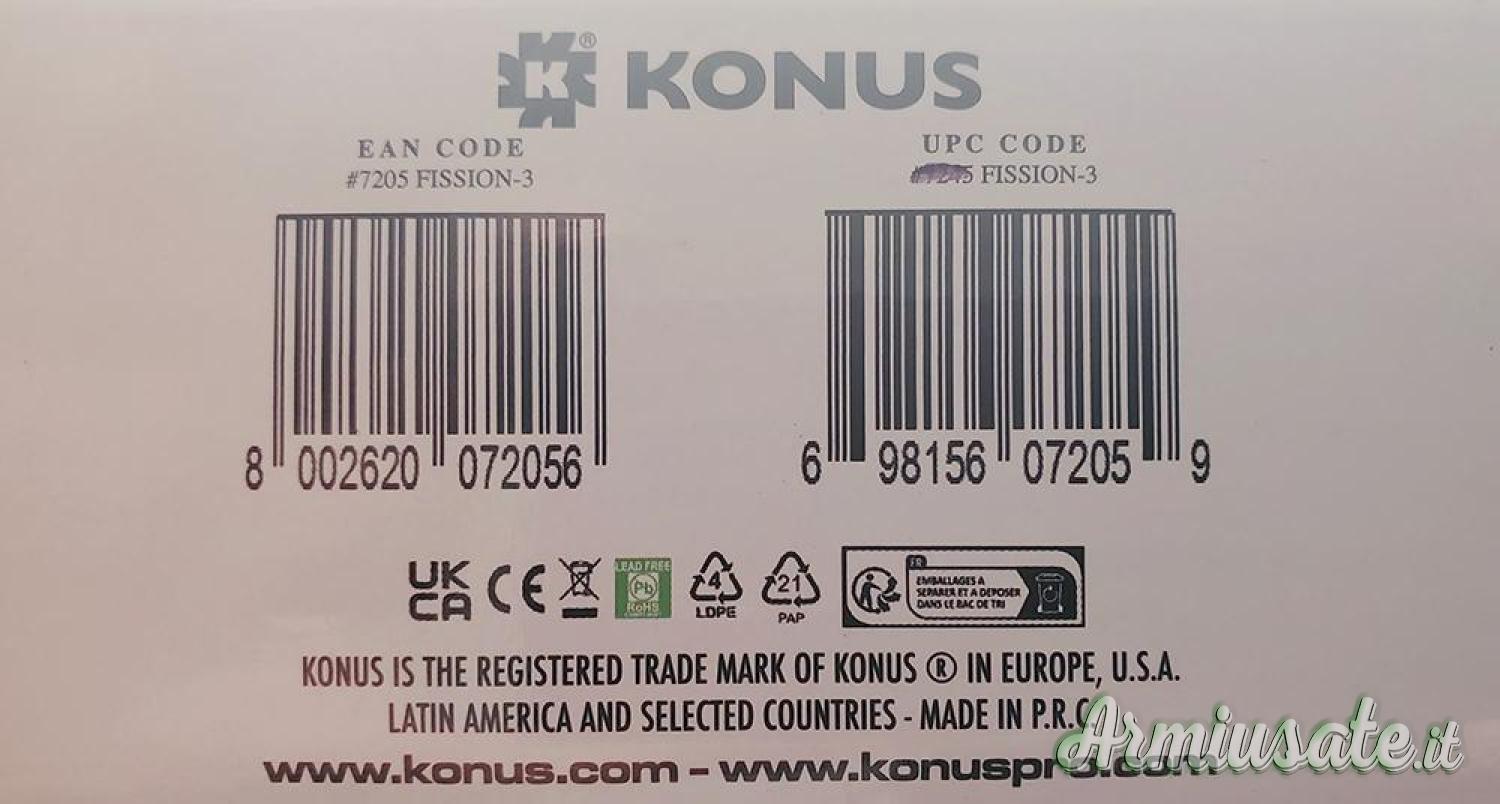 KONUS
EAN CODE
#7205 FISSION-3
UPC CODE
FISSION-3
8 002620 072056
6 98156 07205 9
UK
CA
CE
LEAD FREE
Pb
RoHS
4
LDPE
21
PAP
FR
EMBALLAGES A
SEPARER ET A DEPOSER
DANS LE BAC DE TRI
KONUS IS THE REGISTERED TRADE MARK OF KONUS ® IN EUROPE, U.S.A.
LATIN AMERICA AND SELECTED COUNTRIES - MADE IN P.R.C.
www.konus.com - www.konuspro.com
Armiusate.it